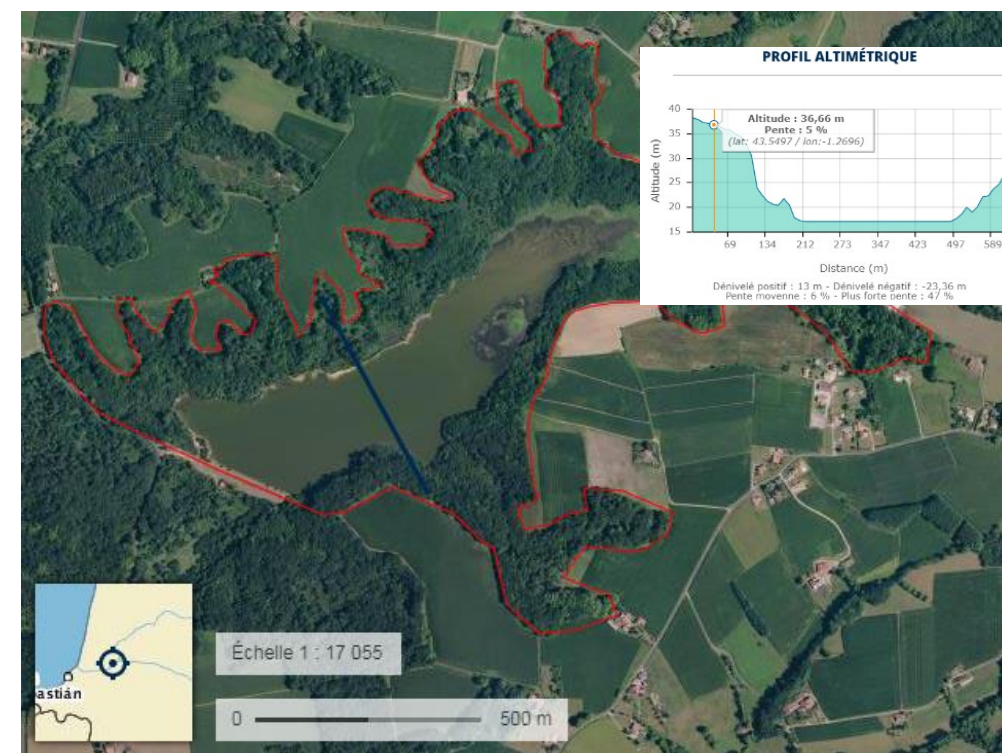 PROFIL ALTIMÉTRIQUE
Altitude (m)
40
35
30
25
20
15
Altitude : 36,66 m
Pente : 5 %
(lat: 43.5497 / lon:-1.2696)
69 134 212 273 347 423 497 589
Distance (m)
Dénivelé positif : 13 m - Dénivelé négatif : -23,36 m
Pente moyenne : 6 % - Plus forte pente : 47 %
astián
Échelle 1 : 17 055
0 500 m